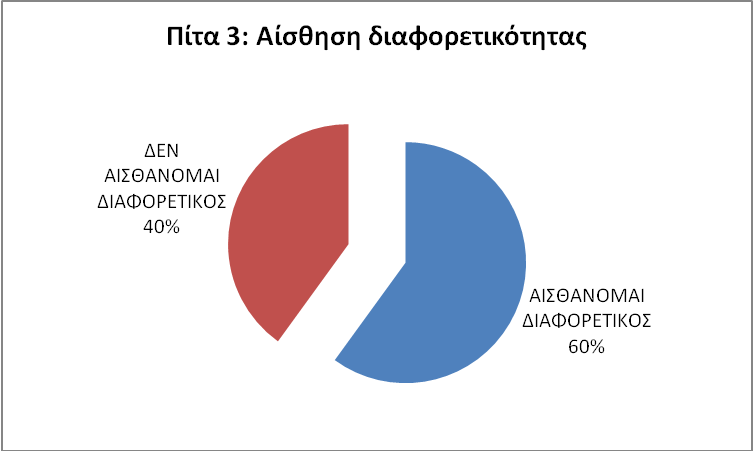 Πίτα 3: Αίσθηση διαφορετικότητας
ΔΕΝ
ΑΙΣΘΑΝΟΜΑΙ
ΔΙΑΦΟΡΕΤΙΚΟΣ
40%
ΑΙΣΘΑΝΟΜΑΙ
ΔΙΑΦΟΡΕΤΙΚΟΣ
60%